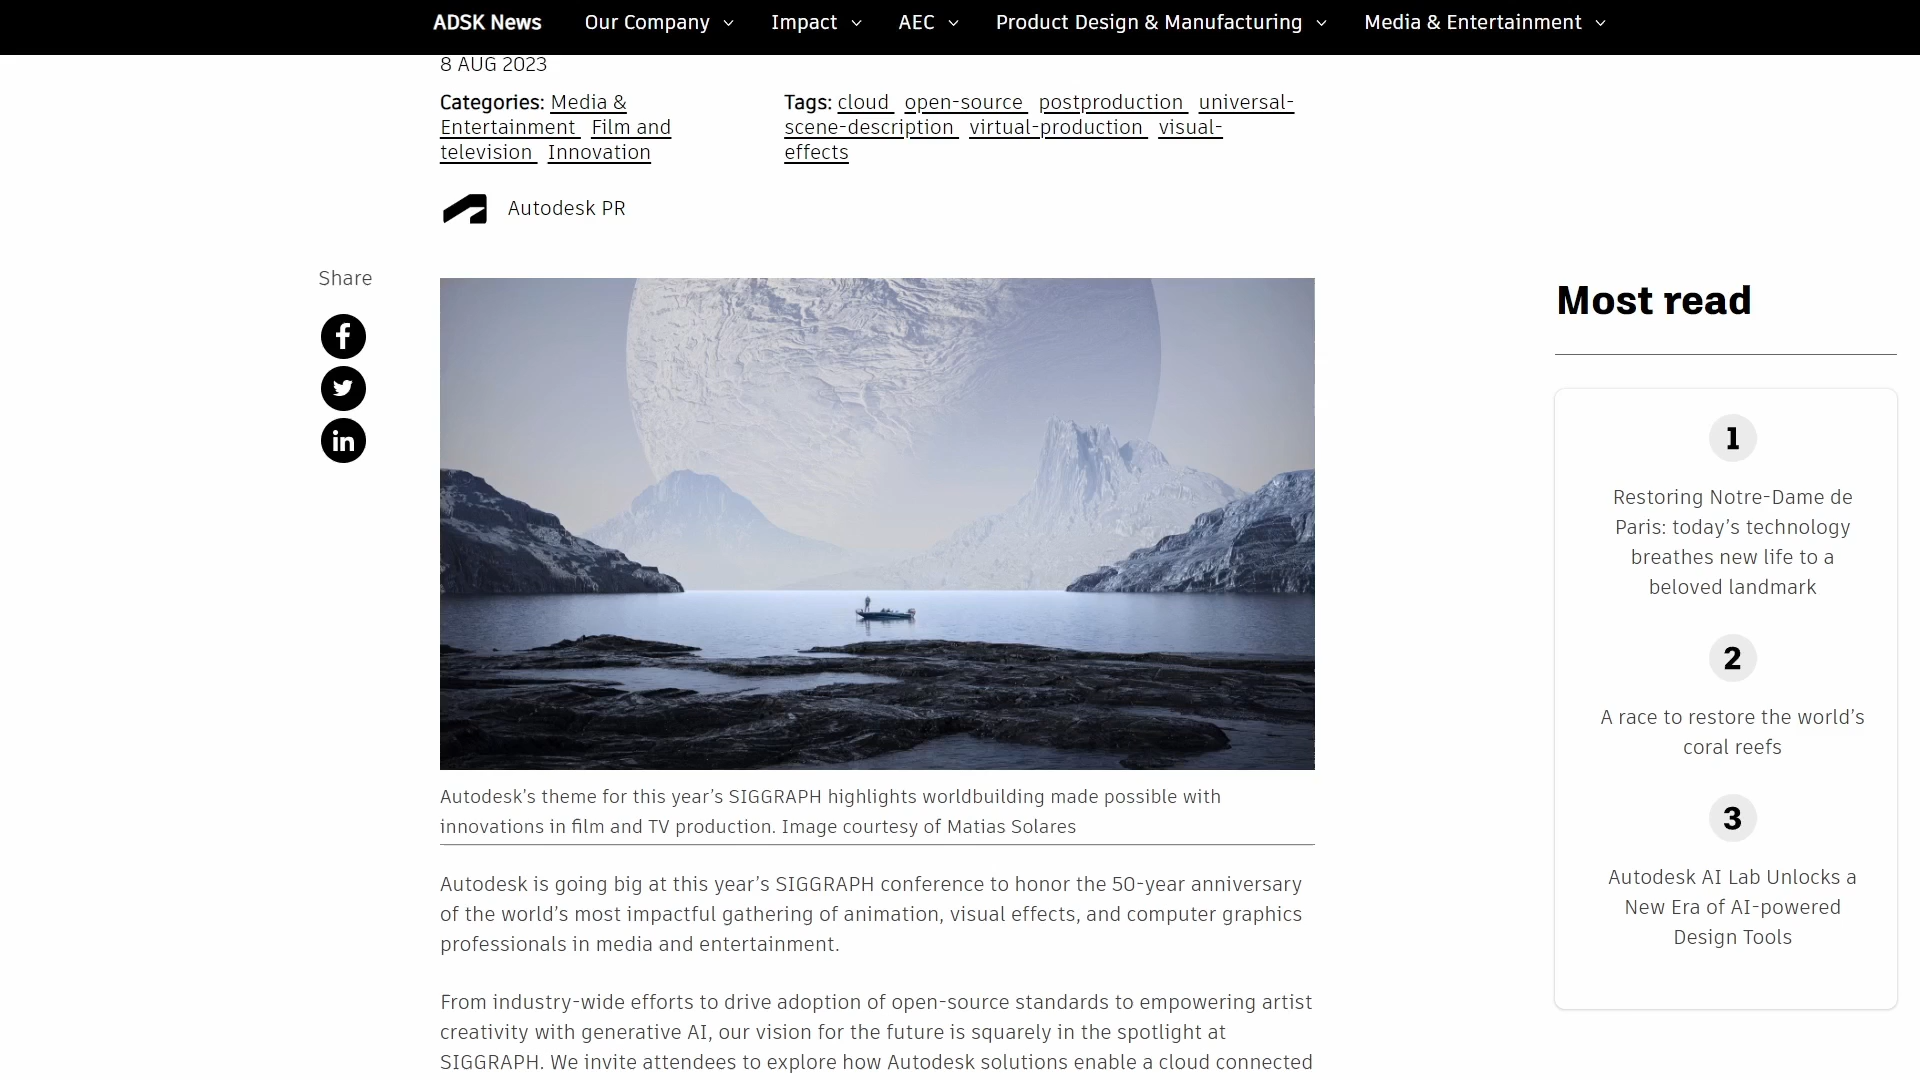 ADSK News Our Company Impact AEC Product Design & Manufacturing Media & Entertainment
8 AUG 2023
Categories: Media &
Entertainment Film and
television Innovation
Tags: cloud open-source postproduction universal-
scene-description virtual-production visual-
effects
Autodesk PR
Share
Autodesk's theme for this year’s SIGGRAPH highlights worldbuilding made possible with
innovations in film and TV production. Image courtesy of Matias Solares
Autodesk is going big at this year’s SIGGRAPH conference to honor the 50-year anniversary
of the world’s most impactful gathering of animation, visual effects, and computer graphics
professionals in media and entertainment.
From industry-wide efforts to drive adoption of open-source standards to empowering artist
creativity with generative AI, our vision for the future is squarely in the spotlight at
SIGGRAPH. We invite attendees to explore how Autodesk solutions enable a cloud connected
Most read
1
Restoring Notre-Dame de
Paris: today’s technology
breathes new life to a
beloved landmark
2
A race to restore the world’s
coral reefs
3
Autodesk AI Lab Unlocks a
New Era of AI-powered
Design Tools